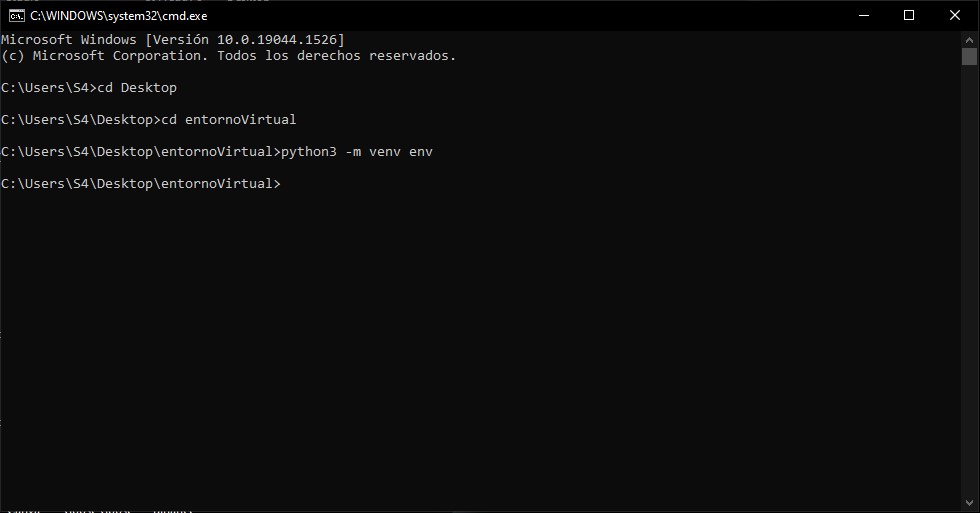 C:\WINDOWS\system32\cmd.exe
Microsoft Windows [Versión 10.0.19044.1526]
(c) Microsoft Corporation. Todos los derechos reservados.
C:\Users\S4>cd Desktop
C:\Users\S4\Desktop>cd entornoVirtual
C:\Users\S4\Desktop\entornoVirtual>python3 -m venv env
C:\Users\S4\Desktop\entornoVirtual>